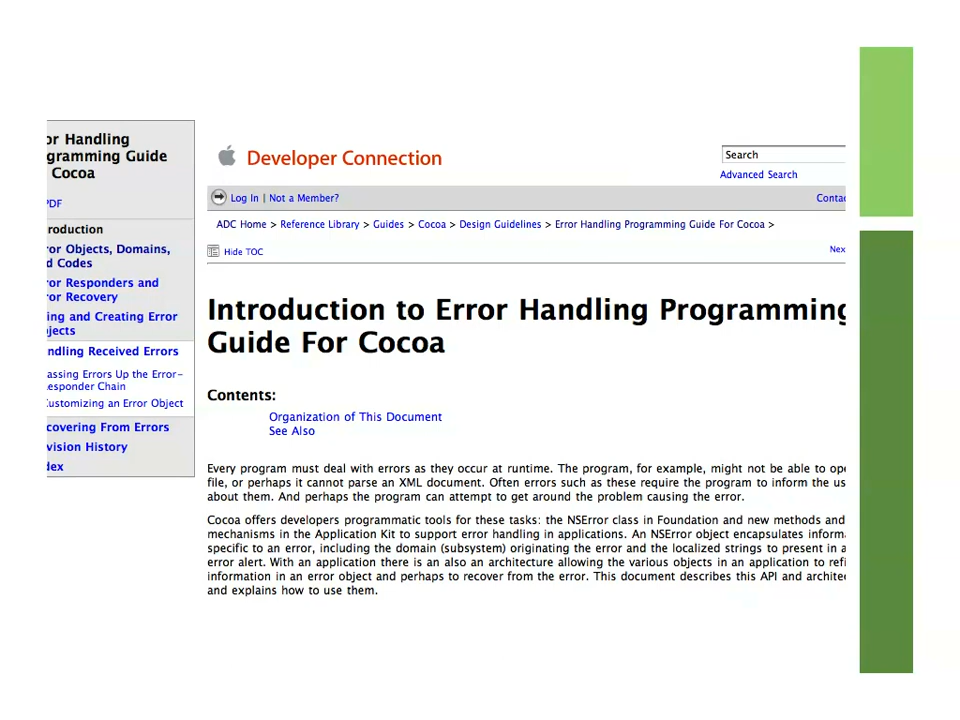 or Handling
gramming Guide
Cocoa
PDF
roduction
or Objects, Domains,
d Codes
or Responders and
or Recovery
ing and Creating Error
jects
ndling Received Errors
assing Errors Up the Error-
esponder Chain
Customizing an Error Object
covering From Errors
vision History
dex
Developer Connection
Search
Advanced Search
Log In | Not a Member?
Contac
ADC Home > Reference Library > Guides > Cocoa > Design Guidelines > Error Handling Programming Guide For Cocoa >
Hide TOC
Nex
Introduction to Error Handling Programming
Guide For Cocoa
Contents:
Organization of This Document
See Also
Every program must deal with errors as they occur at runtime. The program, for example, might not be able to ope
file, or perhaps it cannot parse an XML document. Often errors such as these require the program to inform the us
about them. And perhaps the program can attempt to get around the problem causing the error.
Cocoa offers developers programmatic tools for these tasks: the NSError class in Foundation and new methods and
mechanisms in the Application Kit to support error handling in applications. An NSError object encapsulates inform
specific to an error, including the domain (subsystem) originating the error and the localized strings to present in a
error alert. With an application there is an also an architecture allowing the various objects in an application to refi
information in an error object and perhaps to recover from the error. This document describes this API and archite
and explains how to use them.